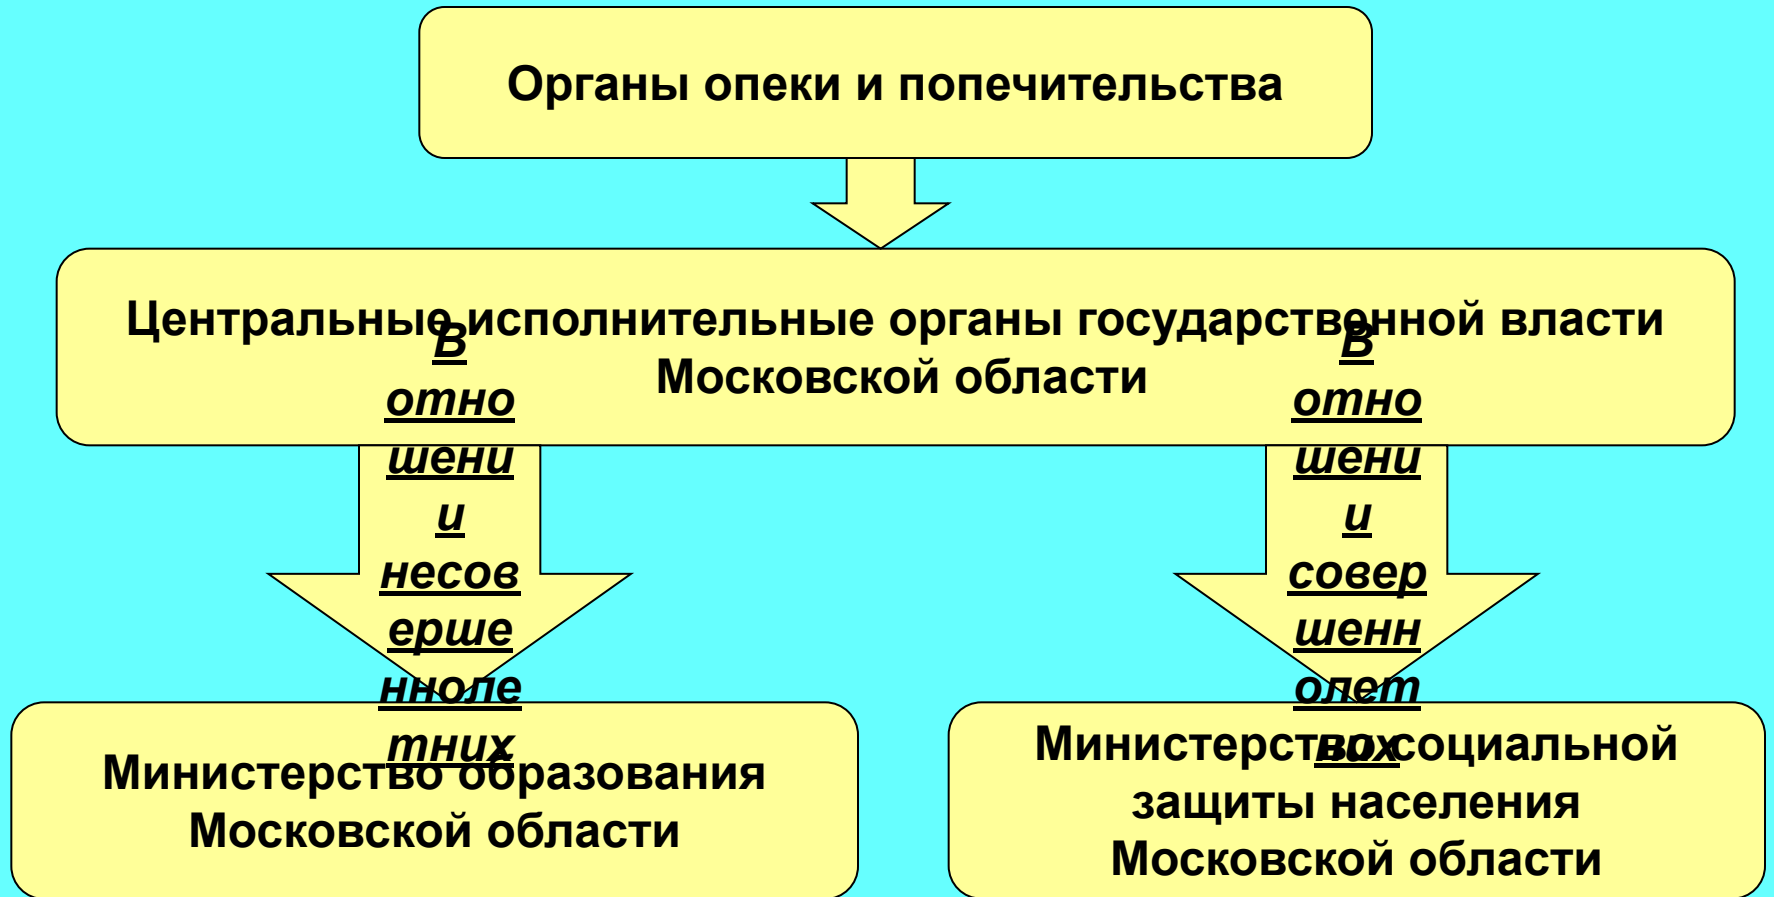 Органы опеки и попечительства
Центральные исполнительные органы государственной власти
Московской области
В
отно
шени
и
несов
ерше
нноле
тних
В
отно
шени
и
совер
шенн
олет
них
Министерство образования
Московской области
Министерство социальной
защиты населения
Московской области